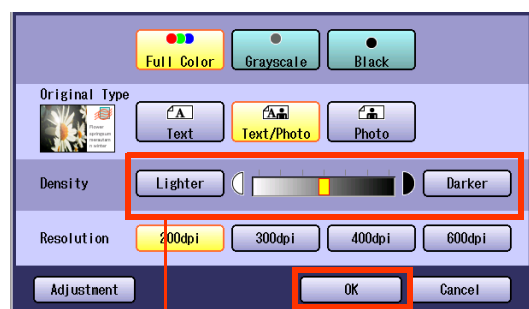 Full Color Grayscale Black
Original Type
A A
Text Text/Photo Photo
Flower
Density Lighter Darker
Resolution 200dpi 300dpi 400dpi 600dpi
Adjustment OK Cancel